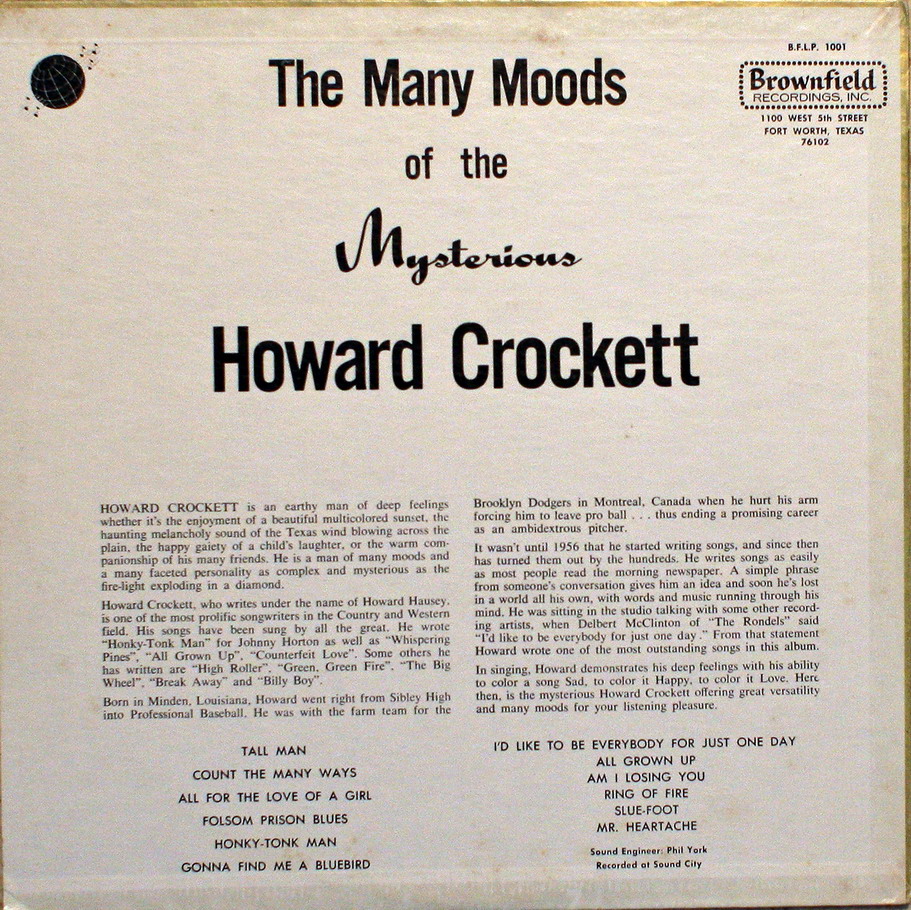 B.F.L.P. 1001
Brownfield
RECORDINGS, INC.
1100 WEST 5th STREET
FORT WORTH, TEXAS
76102
The Many Moods
of the
Mysterious
Howard Crockett
HOWARD CROCKETT is an earthy man of deep feelings
whether it's the enjoyment of a beautiful multicolored sunset, the
haunting melancholy sound of the Texas wind blowing across the
plain, the happy gaiety of a child's laughter, or the warm com-
panionship of his many friends. He is a man of many moods and
a many faceted personality as complex and mysterious as the
fire-light exploding in a diamond.
Howard Crockett, who writes under the name of Howard Hausey,
is one of the most prolific songwriters in the Country and Western
field. His songs have been sung by all the great. He wrote
"Honky-Tonk Man" for Johnny Horton as well as "Whispering
Pines", "All Grown Up", "Counterfeit Love". Some others he
has written are "High Roller", "Green, Green Fire", "The Big
Wheel", "Break Away" and "Billy Boy".
Born in Minden, Louisiana, Howard went right from Sibley High
into Professional Baseball. He was with the farm team for the
Brooklyn Dodgers in Montreal, Canada when he hurt his arm
forcing him to leave pro ball . . . thus ending a promising career
as an ambidextrous pitcher.
It wasn't until 1956 that he started writing songs, and since then
has turned them out by the hundreds. He writes songs as easily
as most people read the morning newspaper. A simple phrase
from someone's conversation gives him an idea and soon he's lost
in a world all his own, with words and music running through his
mind. He was sitting in the studio talking with some other record-
ing artists, when Delbert McClinton of "The Rondels" said
"I'd like to be everybody for just one day." From that statement
Howard wrote one of the most outstanding songs in this album.
In singing, Howard demonstrates his deep feelings with his ability
to color a song Sad, to color it Happy, to color it Love. Here
then, is the mysterious Howard Crockett offering great versatility
and many moods for your listening pleasure.
TALL MAN
COUNT THE MANY WAYS
ALL FOR THE LOVE OF A GIRL
FOLSOM PRISON BLUES
HONKY-TONK MAN
GONNA FIND ME A BLUEBIRD
I'D LIKE TO BE EVERYBODY FOR JUST ONE DAY
ALL GROWN UP
AM I LOSING YOU
RING OF FIRE
SLUE-FOOT
MR. HEARTACHE
Sound Engineer: Phil York
Recorded at Sound City